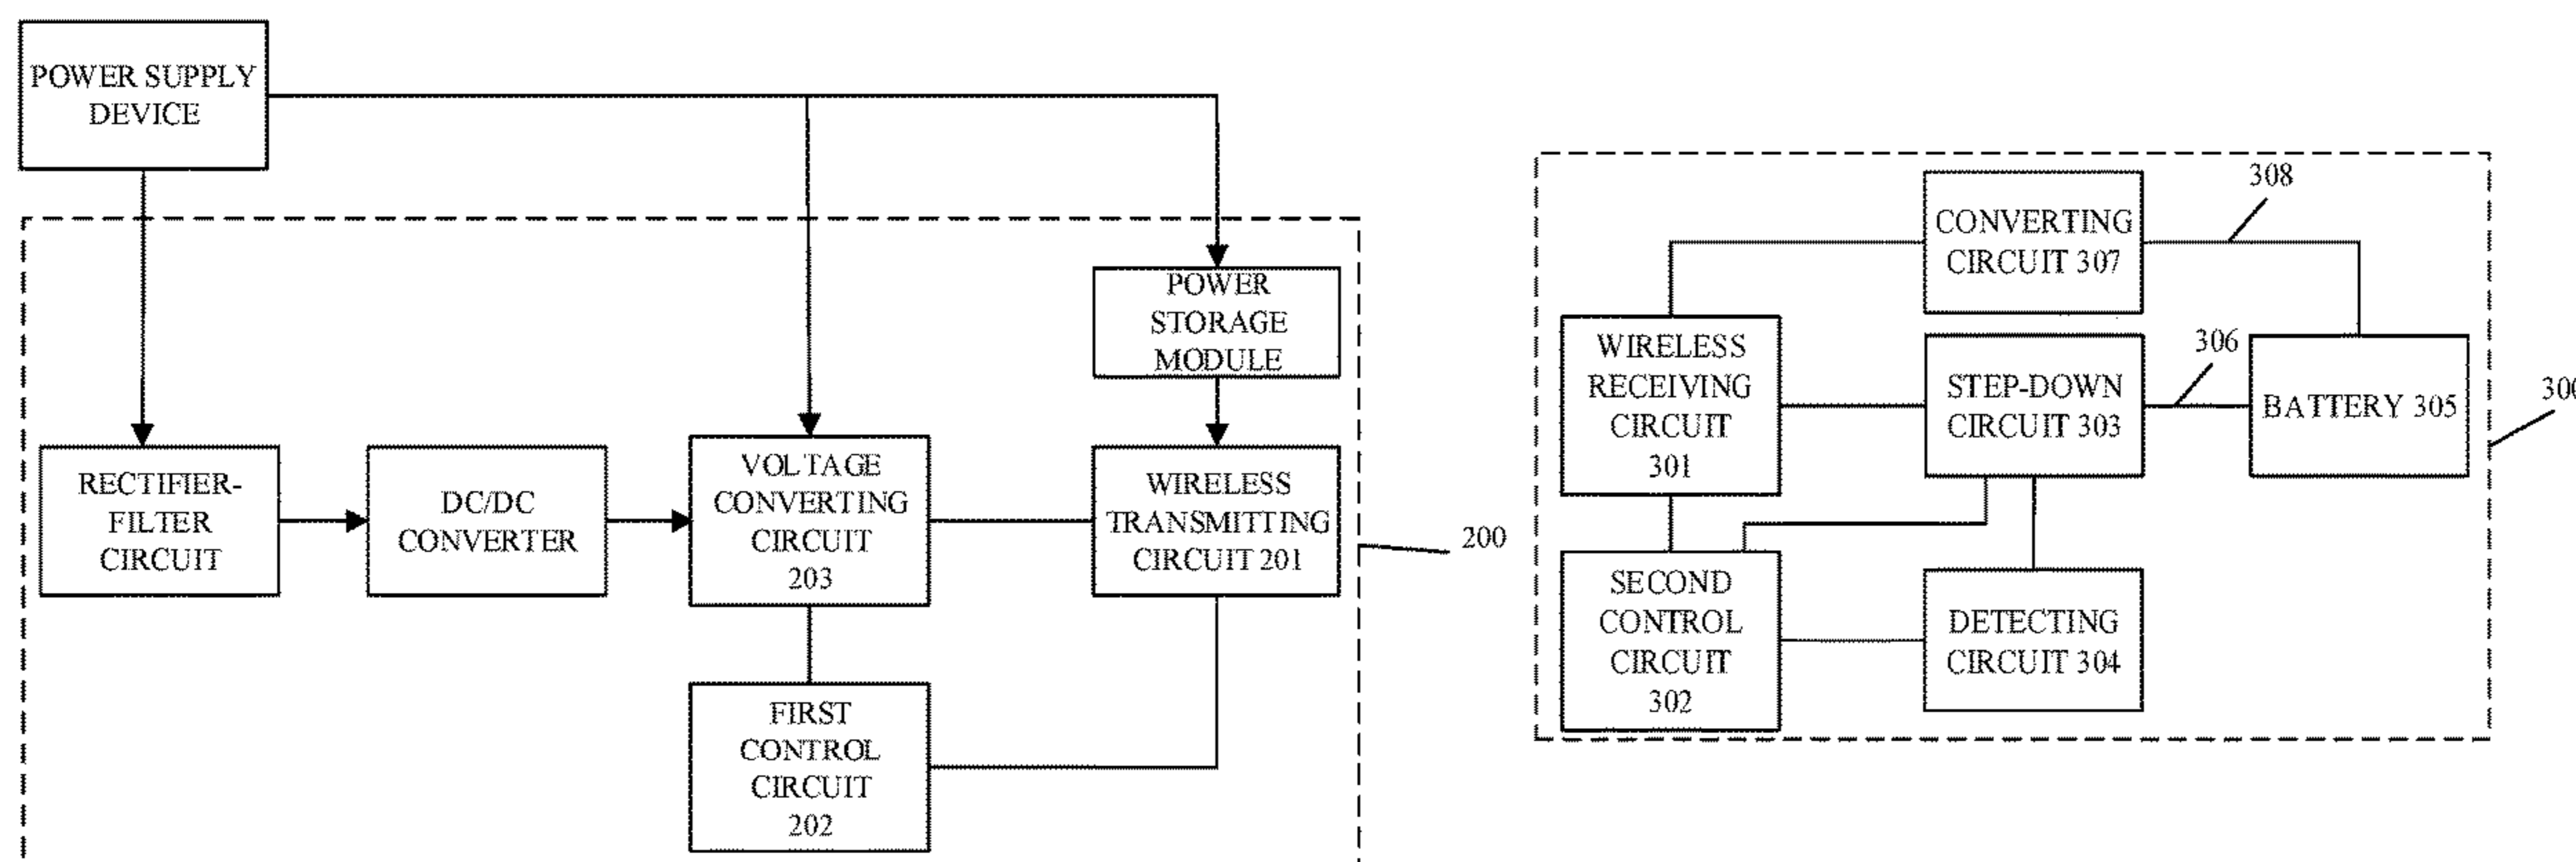 POWER SUPPLY
DEVICE
POWER
STORAGE
MODULE
RECTIFIER-
FILTER
CIRCUIT
DC/DC
CONVERTER
VOLTAGE
CONVERTING
CIRCUIT
203
WIRELESS
TRANSMITTING
CIRCUIT 201
200
FIRST
CONTROL
CIRCUIT
202
308
CONVERTING
CIRCUIT 307
WIRELESS
RECEIVING
CIRCUIT
301
STEP-DOWN
CIRCUIT 303
306
BATTERY 305
300
SECOND
CONTROL
CIRCUIT
302
DETECTING
CIRCUIT 304